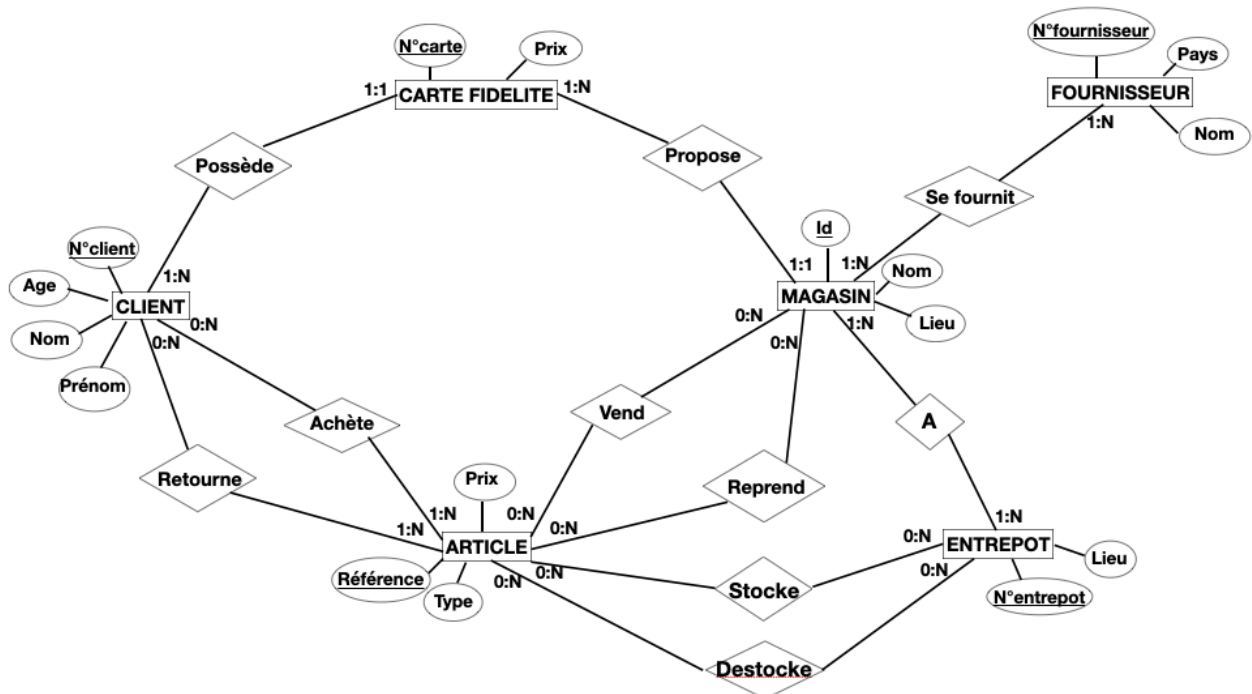 N°fournisseur
N°carte
Prix
Pays
1:1
CARTE FIDELITE
1:N
FOURNISSEUR
1:N
Nom
Possède
Propose
Se fournit
Id
N°client
1:1
1:N
Nom
1:N
Age
MAGASIN
CLIENT
0:N
0:N
1:N
Lieu
Nom
0:N
0:N
Prénom
Achète
Vend
A
Retourne
Prix
Reprend
1:N
0:N
1:N
0:N
1:N
0:N
ARTICLE
ENTREPOT
Référence
0:N
0:N
0:N
Lieu
Type
Stocke
N°entrepot
Destocke